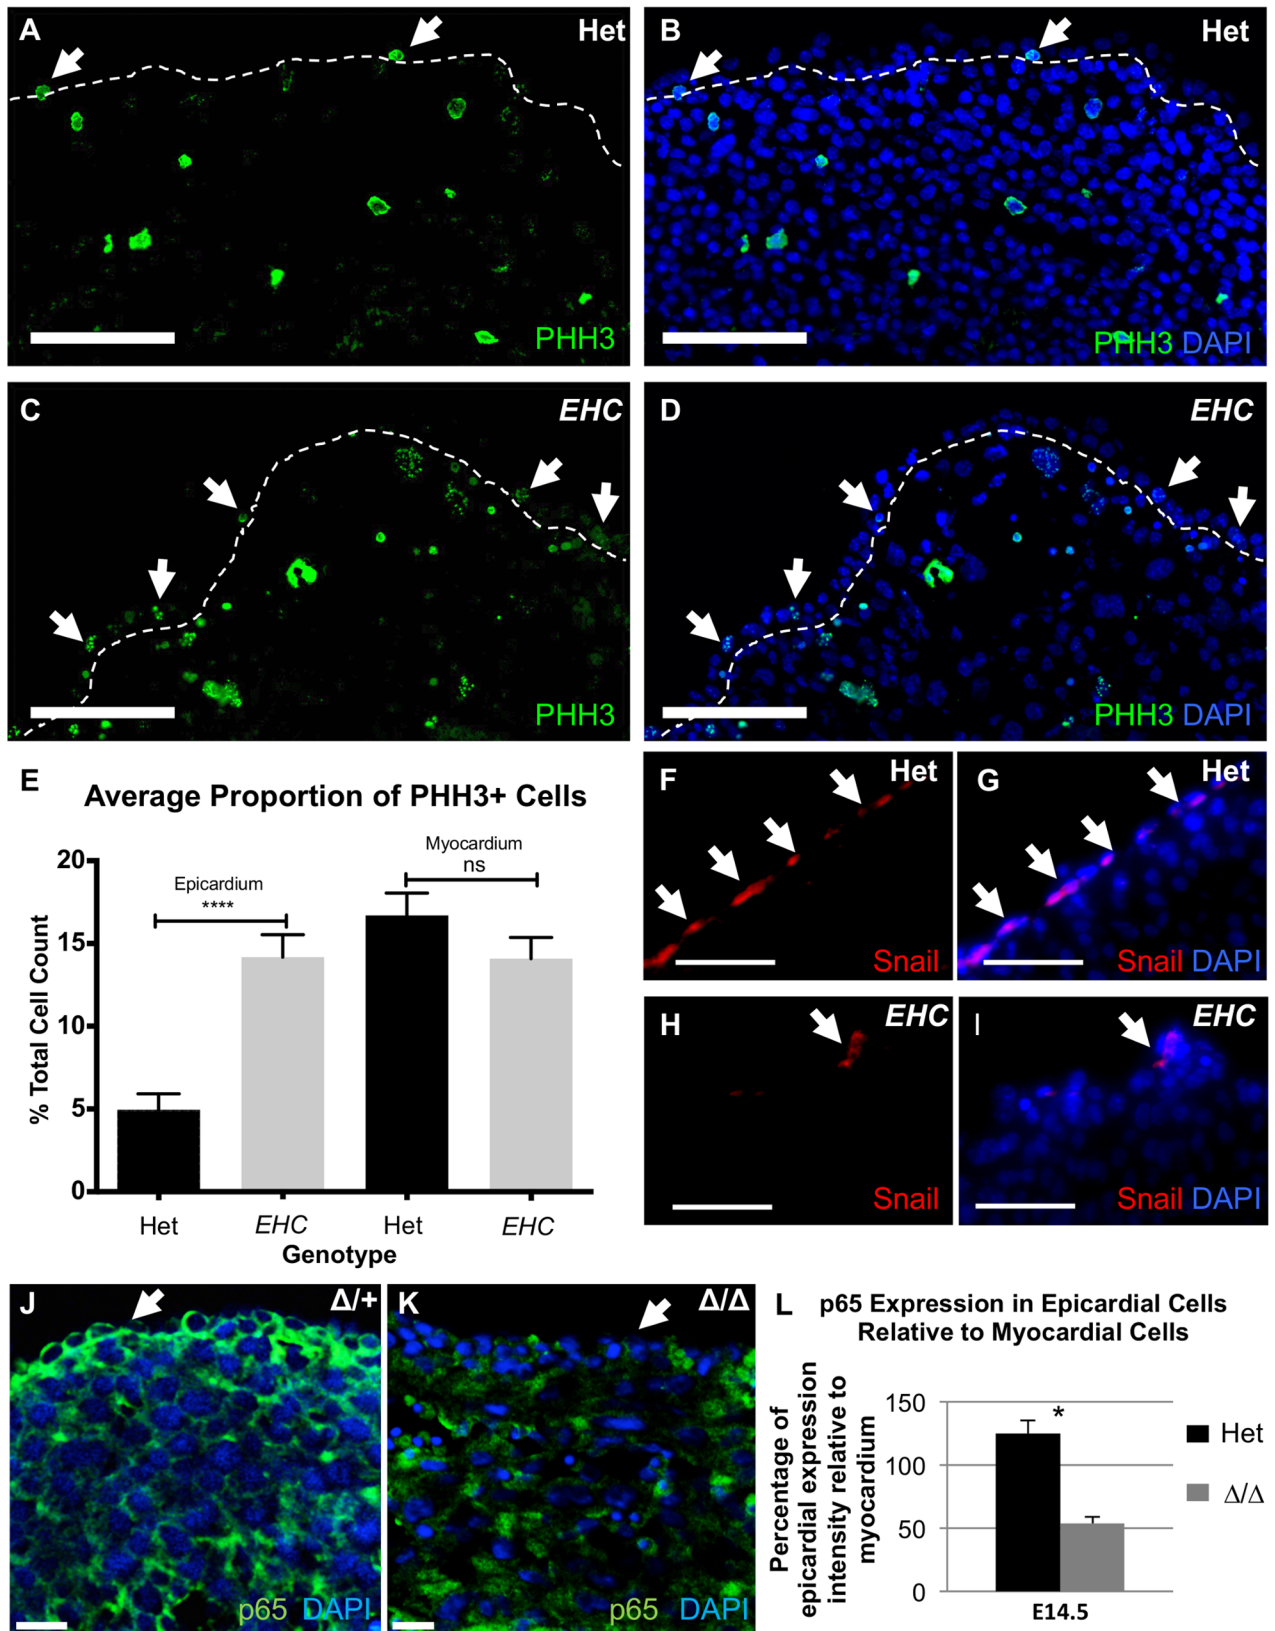 A Het
PHH3
B Het
PHH3 DAPI
C EHC
PHH3
D EHC
PHH3 DAPI
E
Average Proportion of PHH3+ Cells
% Total Cell Count
20
15
10
5
0
Epicardium
****
Myocardium
ns
Het EHC Het EHC
Genotype
F Het
Snail
G Het
Snail DAPI
H EHC
Snail
I EHC
Snail DAPI
J Δ/+
p65 DAPI
K Δ/Δ
p65 DAPI
L p65 Expression in Epicardial Cells
Relative to Myocardial Cells
Percentage of
epicardial expression
intensity relative to
myocardium
150
100
50
0
*
E14.5
Het
Δ/Δ